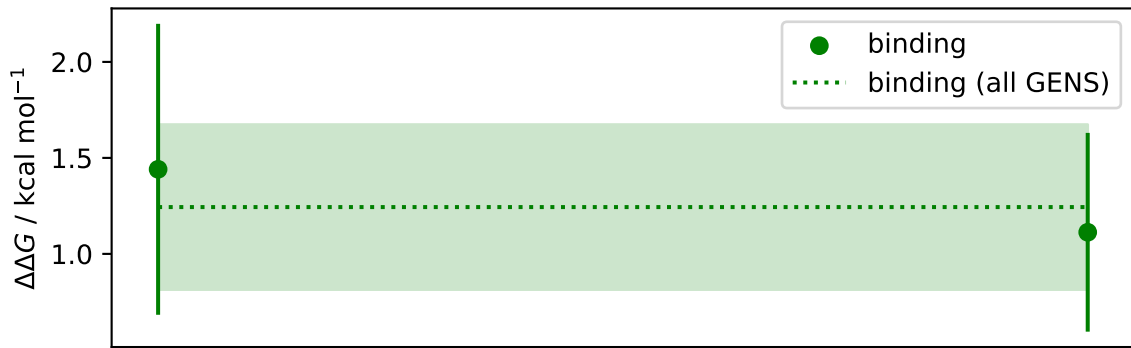 ΔΔG / kcal mol⁻¹
2.0
1.5
1.0
binding
binding (all GENS)